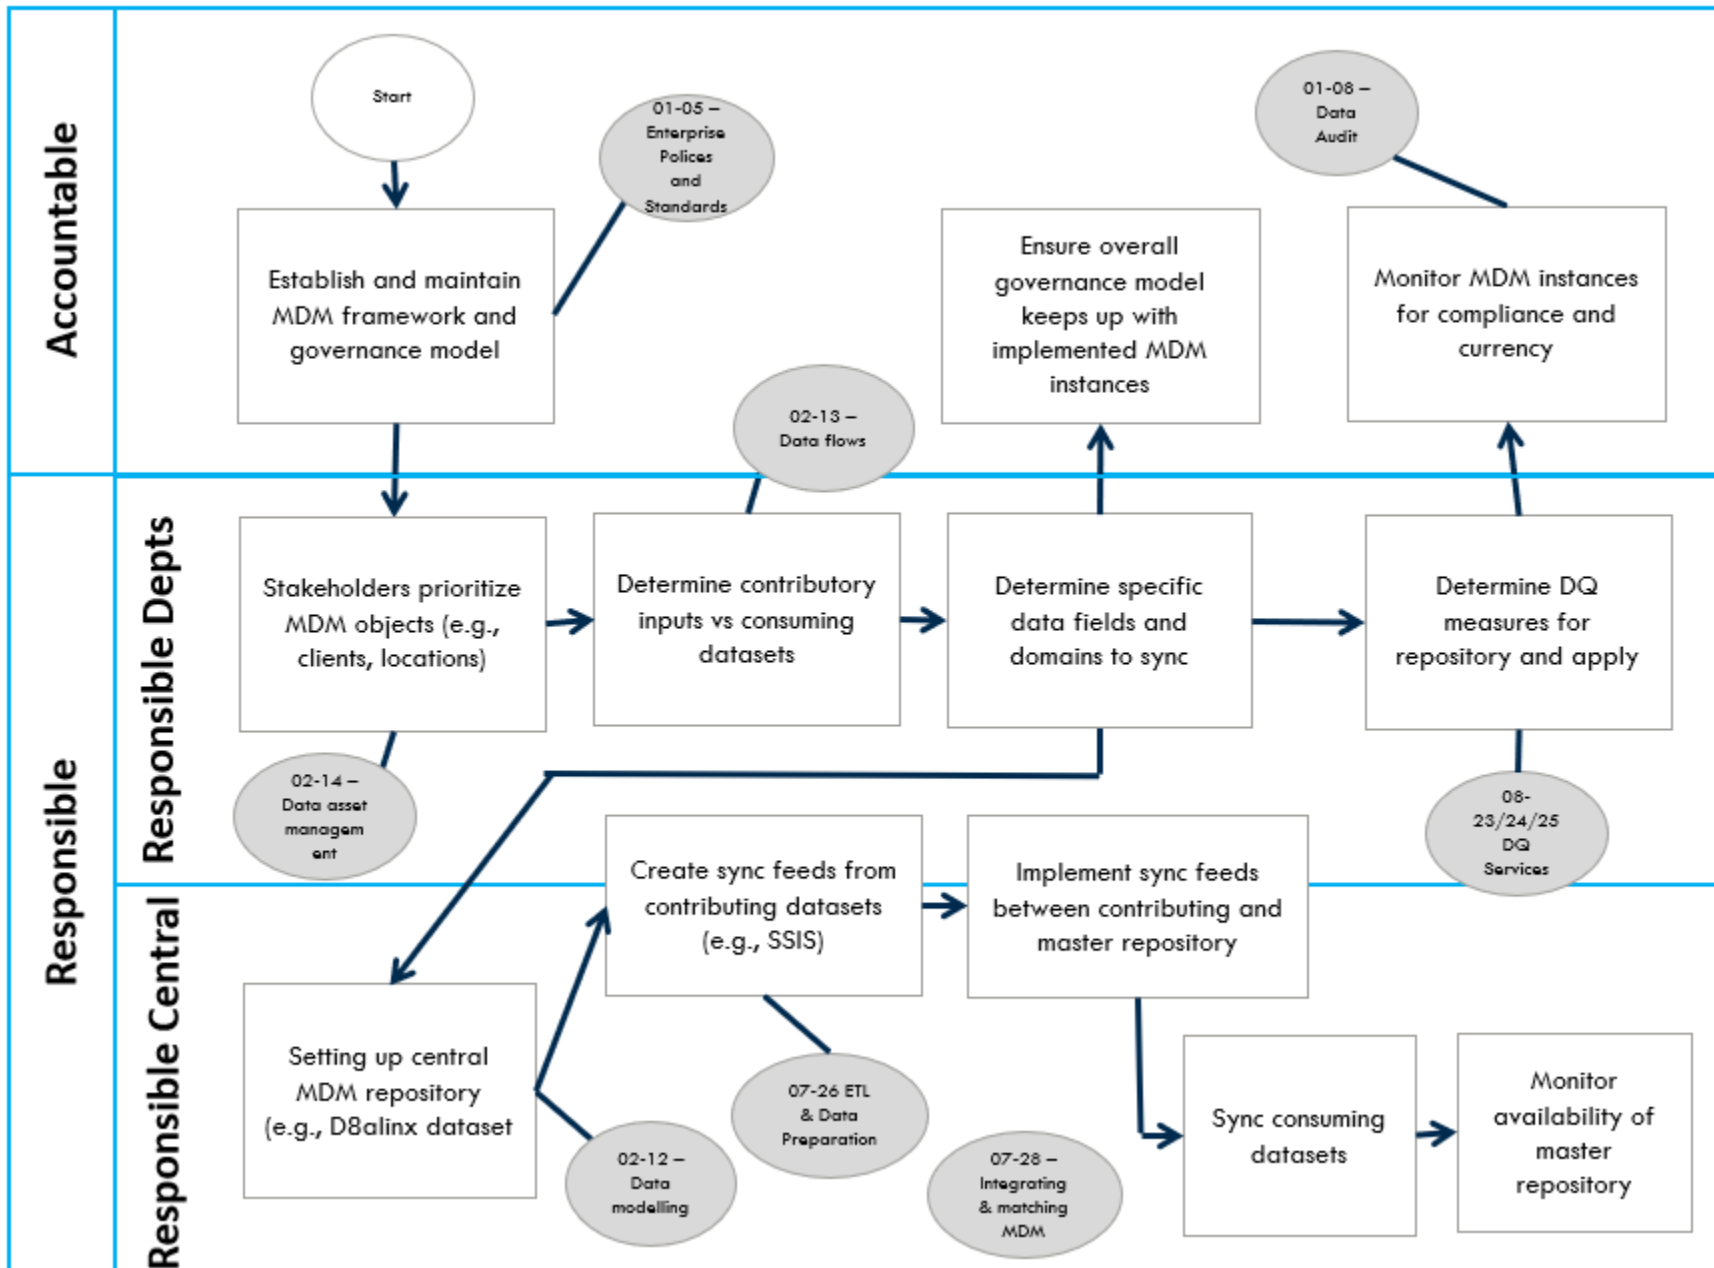 Accountable
Start
01-05 –
Enterprise
Polices
and
Standards
01-08 –
Data
Audit
Establish and maintain
MDM framework and
governance model
Ensure overall
governance model
keeps up with
implemented MDM
instances
Monitor MDM instances
for compliance and
currency
02-13 –
Data flows
Responsible
Responsible Depts
Stakeholders prioritize
MDM objects (e.g.,
clients, locations)
Determine contributory
inputs vs consuming
datasets
Determine specific
data fields and
domains to sync
Determine DQ
measures for
repository and apply
02-14 –
Data asset
managem
ent
08-
23/24/25
DQ
Services
Responsible Central
Create sync feeds from
contributing datasets
(e.g., SSIS)
Implement sync feeds
between contributing and
master repository
Setting up central
MDM repository
(e.g., D8alinx dataset
07-26 ETL
& Data
Preparation
02-12 –
Data
modelling
07-28 –
Integrating
& matching
MDM
Sync consuming
datasets
Monitor
availability of
master
repository